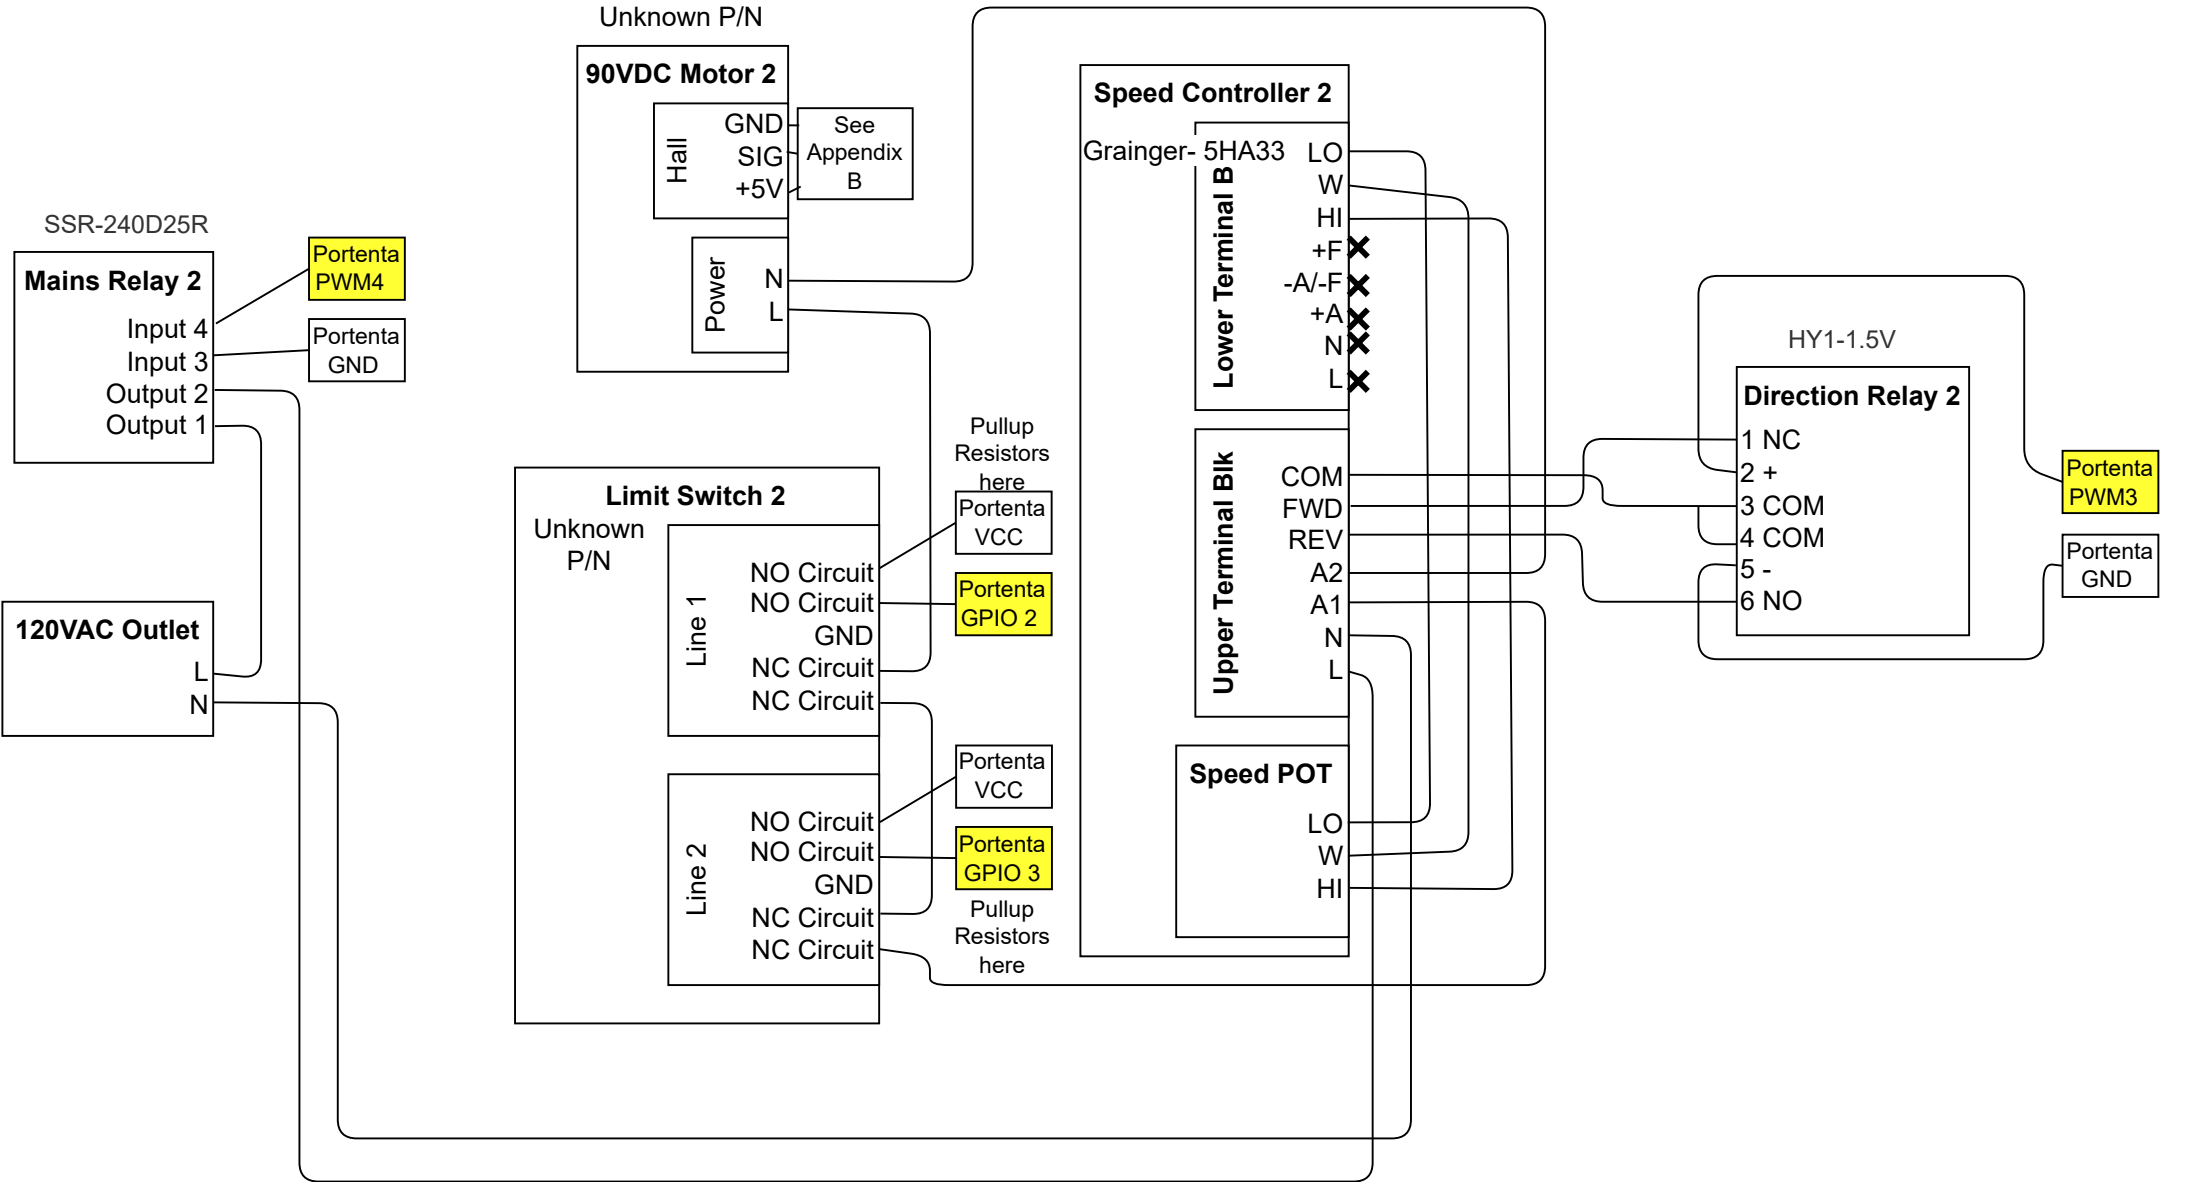 Unknown P/N
90VDC Motor 2
Hall
GND
SIG
+5V
See
Appendix
B
Power
N
L
SSR-240D25R
Mains Relay 2
Input 4
Input 3
Output 2
Output 1
Portenta
PWM4
Portenta
GND
120VAC Outlet
L
N
Limit Switch 2
Unknown
P/N
Line 1
NO Circuit
NO Circuit
GND
NC Circuit
NC Circuit
Line 2
NO Circuit
NO Circuit
GND
NC Circuit
NC Circuit
Pullup
Resistors
here
Portenta
VCC
Portenta
GPIO 2
Portenta
VCC
Portenta
GPIO 3
Pullup
Resistors
here
Speed Controller 2
Grainger- 5HA33
Lower Terminal B
LO
W
HI
+F
-A/-F
+A
N
L
Upper Terminal Blk
COM
FWD
REV
A2
A1
N
L
Speed POT
LO
W
HI
HY1-1.5V
Direction Relay 2
1 NC
2 +
3 COM
4 COM
5 -
6 NO
Portenta
PWM3
Portenta
GND